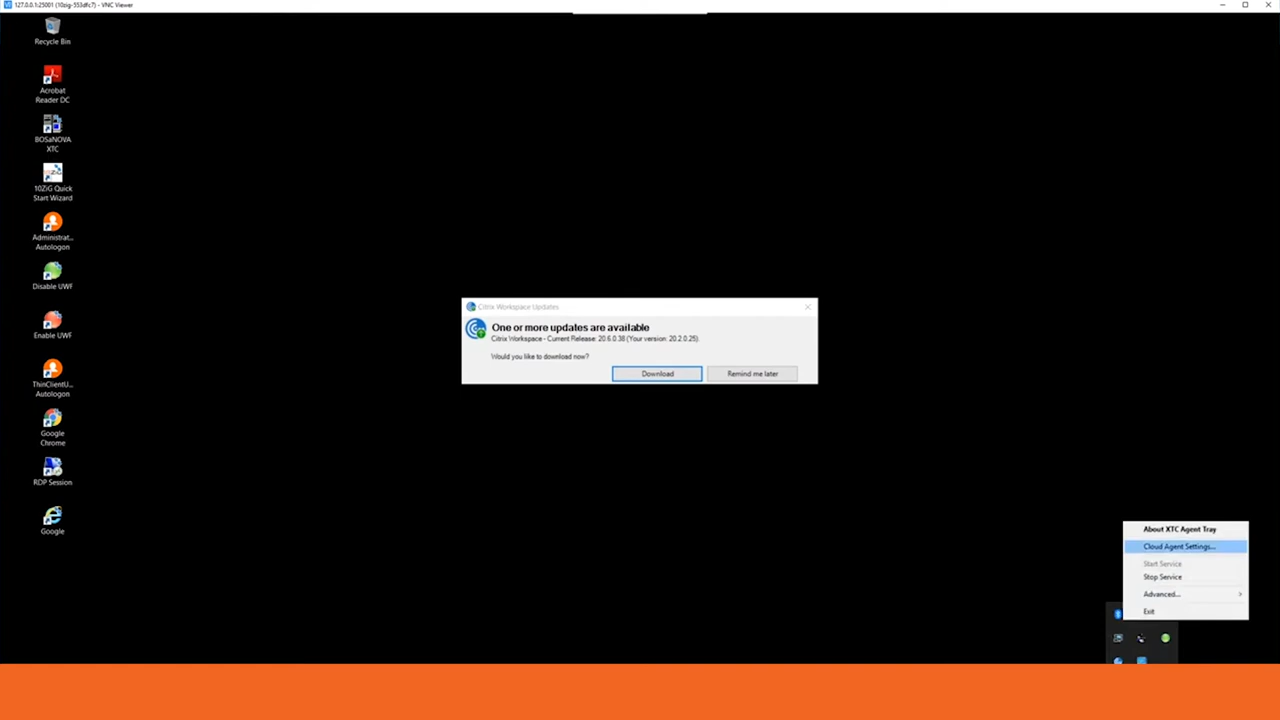 127.0.0.1:25001 (10zig-553dfc7) - VNC Viewer
Recycle Bin
Acrobat
Reader DC
BOSaNOVA
XTC
10ZiG Quick
Start Wizard
Administrat...
Autologon
Disable UWF
Enable UWF
ThinClientU...
Autologon
Google
Chrome
RDP Session
Google
Citrix Workspace Updates
One or more updates are available
Citrix Workspace - Current Release: 20.6.0.38 (Your version: 20.2.0.25).
Would you like to download now?
Download
Remind me later
About XTC Agent Tray
Cloud Agent Settings...
Start Service
Stop Service
Advanced...
Exit